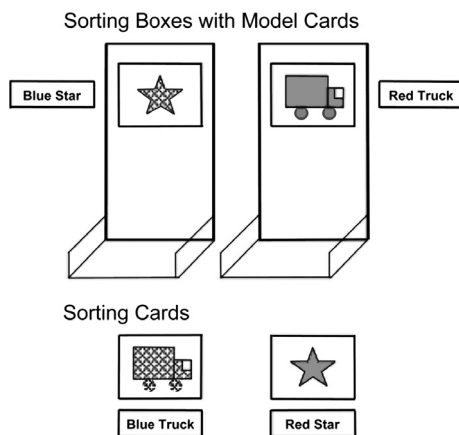 Sorting Boxes with Model Cards
Blue Star
Red Truck
Sorting Cards
Blue Truck
Red Star